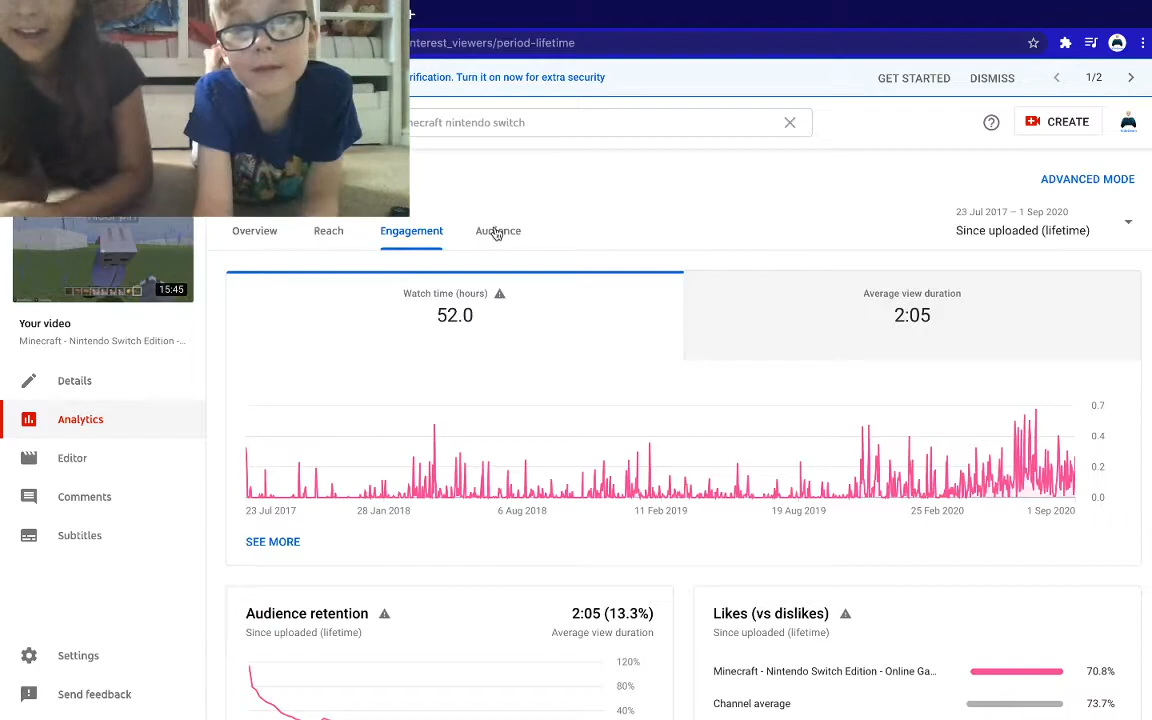 nterest_viewers/period-lifetime
rification. Turn it on now for extra security
GET STARTED
DISMISS
1/2
necraft nintendo switch
CREATE
ADVANCED MODE
23 Jul 2017 – 1 Sep 2020
Since uploaded (lifetime)
Overview
Reach
Engagement
Audience
15:45
Your video
Minecraft - Nintendo Switch Edition -...
Details
Analytics
Editor
Comments
Subtitles
Settings
Send feedback
Watch time (hours)
52.0
Average view duration
2:05
0.7
0.4
0.2
0.0
23 Jul 2017
28 Jan 2018
6 Aug 2018
11 Feb 2019
19 Aug 2019
25 Feb 2020
1 Sep 2020
SEE MORE
Audience retention
2:05 (13.3%)
Since uploaded (lifetime)
Average view duration
120%
80%
40%
Likes (vs dislikes)
Since uploaded (lifetime)
Minecraft - Nintendo Switch Edition - Online Ga...
70.8%
Channel average
73.7%